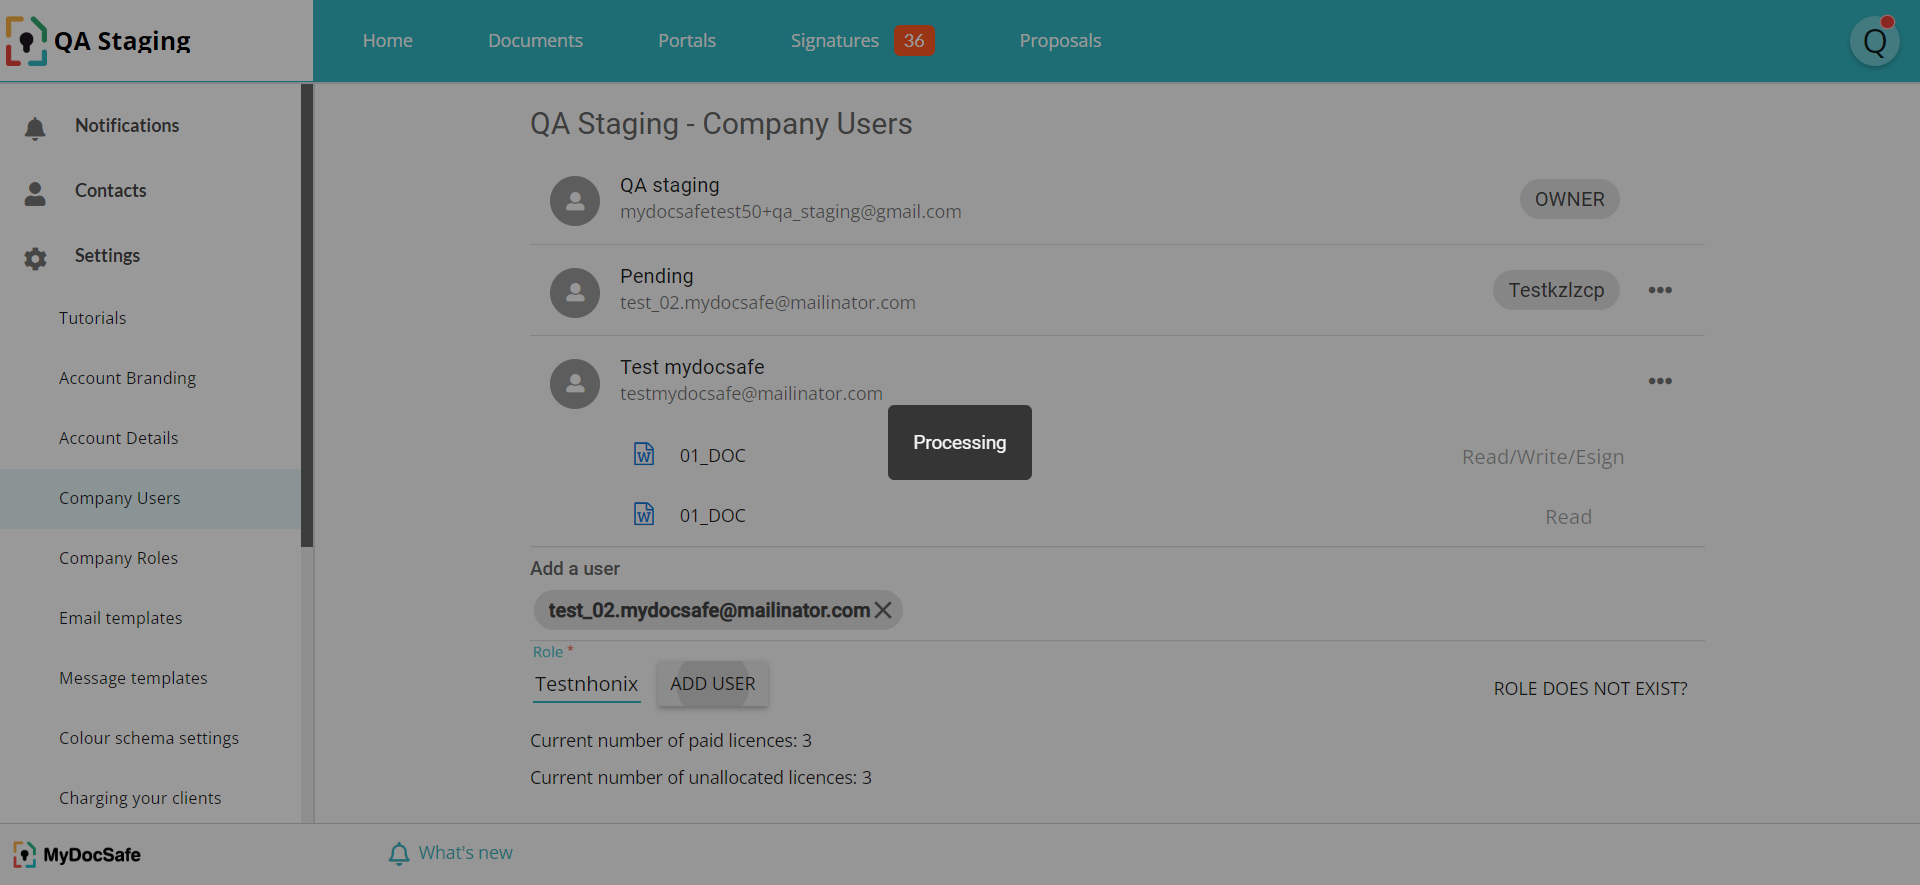 QA Staging
Home
Documents
Portals
Signatures 36
Proposals
Q
Notifications
Contacts
Settings
Tutorials
Account Branding
Account Details
Company Users
Company Roles
Email templates
Message templates
Colour schema settings
Charging your clients
QA Staging - Company Users
QA staging
mydocsafetest50+qa_staging@gmail.com
OWNER
Pending
test_02.mydocsafe@mailinator.com
Testkzlzcp
Test mydocsafe
testmydocsafe@mailinator.com
Processing
01_DOC
Read/Write/Esign
01_DOC
Read
Add a user
test_02.mydocsafe@mailinator.com
Role *
Testnhonix
ADD USER
ROLE DOES NOT EXIST?
Current number of paid licences: 3
Current number of unallocated licences: 3
MyDocSafe
What's new